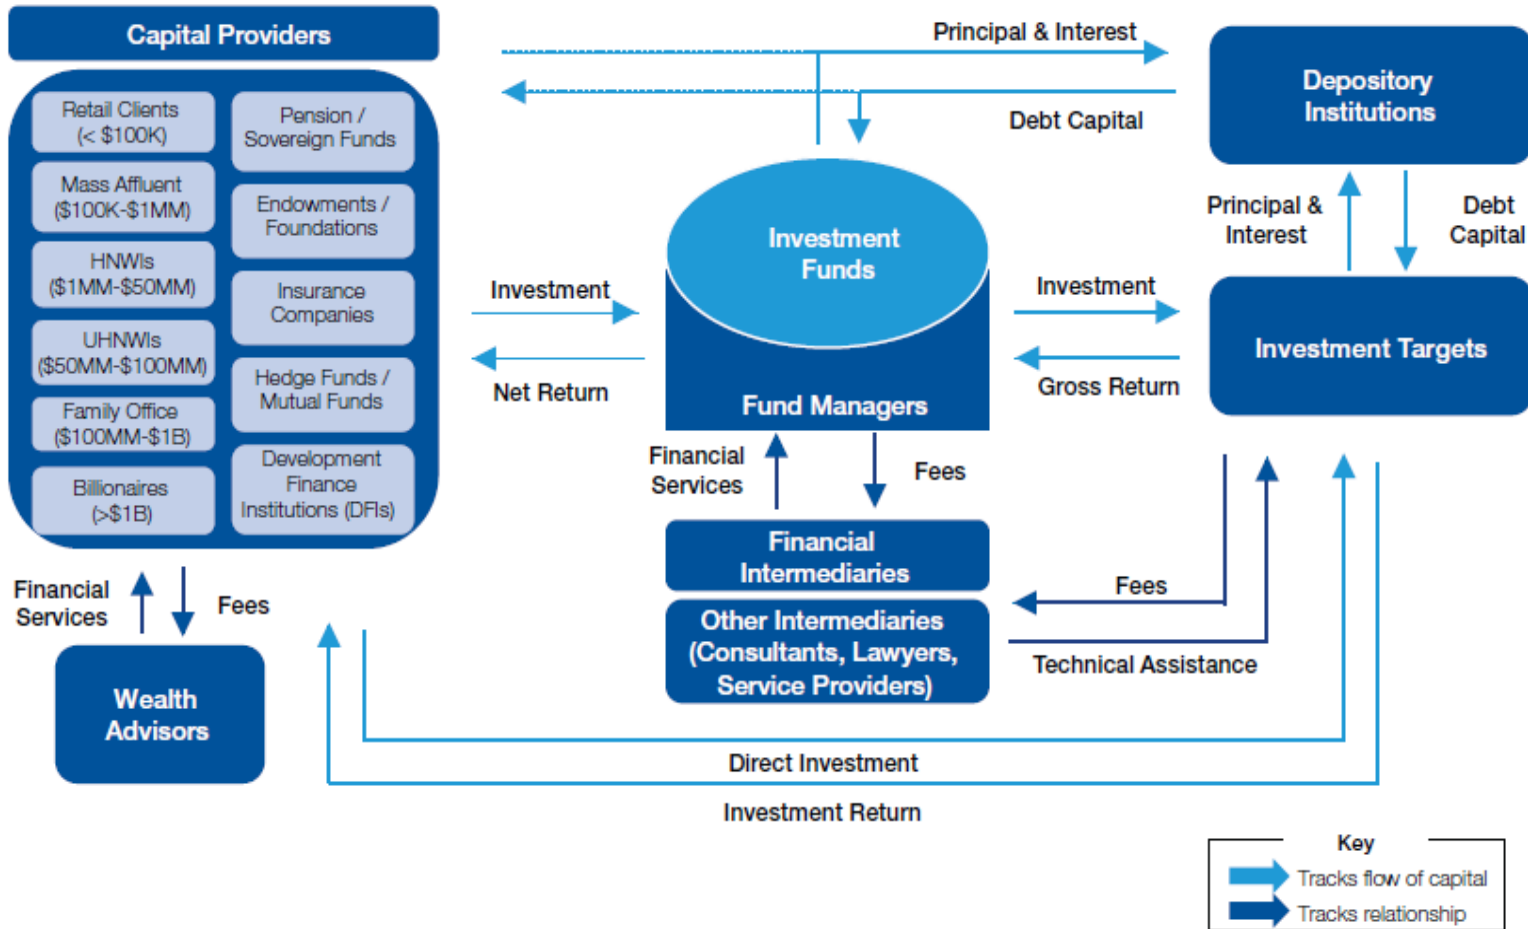 Capital Providers
Retail Clients
(< $100K)
Mass Affluent
($100K-$1MM)
HNWIs
($1MM-$50MM)
UHNWIs
($50MM-$100MM)
Family Office
($100MM-$1B)
Billionaires
(>$1B)
Pension /
Sovereign Funds
Endowments /
Foundations
Insurance
Companies
Hedge Funds /
Mutual Funds
Development
Finance
Institutions (DFIs)
Financial
Services
Fees
Wealth
Advisors
Principal & Interest
Debt Capital
Investment
Net Return
Investment
Funds
Fund Managers
Financial
Services
Fees
Financial
Intermediaries
Other Intermediaries
(Consultants, Lawyers,
Service Providers)
Investment
Gross Return
Depository
Institutions
Principal &
Interest
Debt
Capital
Investment Targets
Fees
Technical Assistance
Direct Investment
Investment Return
Key
Tracks flow of capital
Tracks relationship